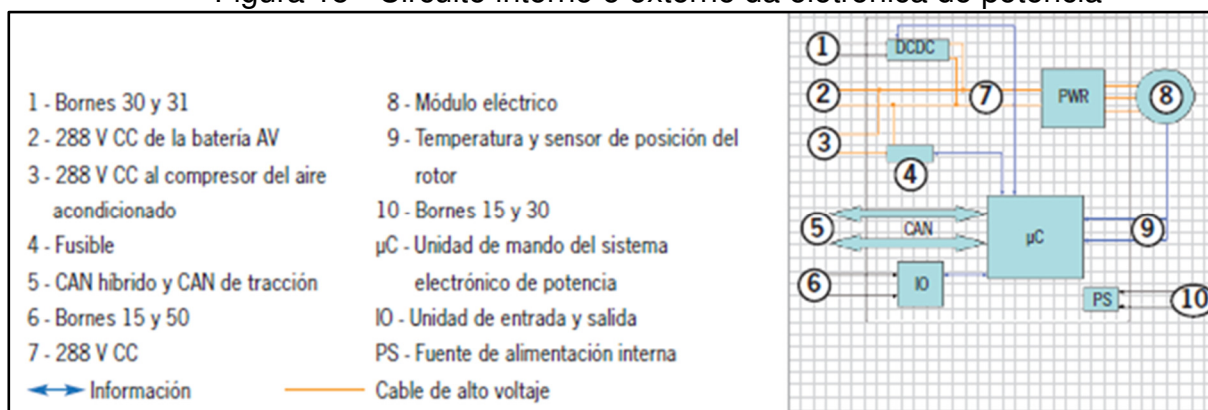 Figura 18 - Circuito interno e externo da eletrônica de potência
1 - Bornes 30 y 31
2 - 288 V CC de la batería AV
3 - 288 V CC al compresor del aire
acondicionado
4 - Fusible
5 - CAN híbrido y CAN de tracción
6 - Bornes 15 y 50
7 - 288 V CC
Información
8 - Módulo eléctrico
9 - Temperatura y sensor de posición del
rotor
10 - Bornes 15 y 30
µC - Unidad de mando del sistema
electrónico de potencia
IO - Unidad de entrada y salida
PS - Fuente de alimentación interna
Cable de alto voltaje
1
DCDC
2
7
PWR
8
3
4
5
CAN
µC
9
6
IO
PS
10